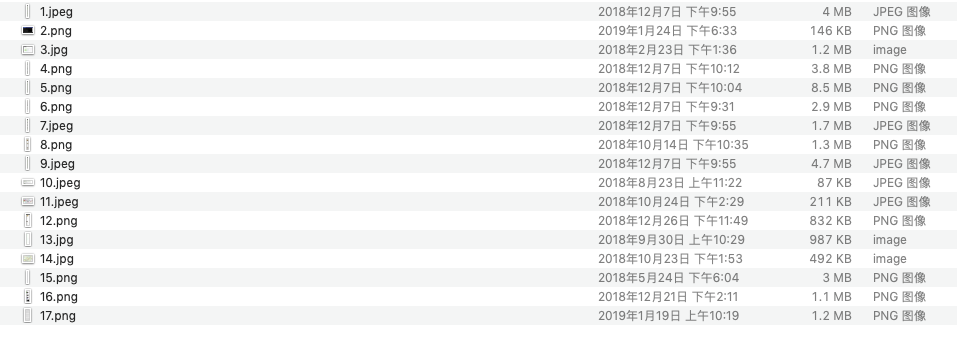 1.jpeg 2018年12月7日 下午9:55 4 MB JPEG 图像
2.png 2019年1月24日 下午6:33 146 KB PNG 图像
3.jpg 2018年2月23日 下午1:36 1.2 MB image
4.png 2018年12月7日 下午10:12 3.8 MB PNG 图像
5.png 2018年12月7日 下午10:04 8.5 MB PNG 图像
6.png 2018年12月7日 下午9:31 2.9 MB PNG 图像
7.jpeg 2018年12月7日 下午9:55 1.7 MB JPEG 图像
8.png 2018年10月14日 下午10:35 1.3 MB PNG 图像
9.jpeg 2018年12月7日 下午9:55 4.7 MB JPEG 图像
10.jpeg 2018年8月23日 上午11:22 87 KB JPEG 图像
11.jpeg 2018年10月24日 下午2:29 211 KB JPEG 图像
12.png 2018年12月26日 下午11:49 832 KB PNG 图像
13.jpg 2018年9月30日 上午10:29 987 KB image
14.jpg 2018年10月23日 下午1:53 492 KB image
15.png 2018年5月24日 下午6:04 3 MB PNG 图像
16.png 2018年12月21日 下午2:11 1.1 MB PNG 图像
17.png 2019年1月19日 上午10:19 1.2 MB PNG 图像